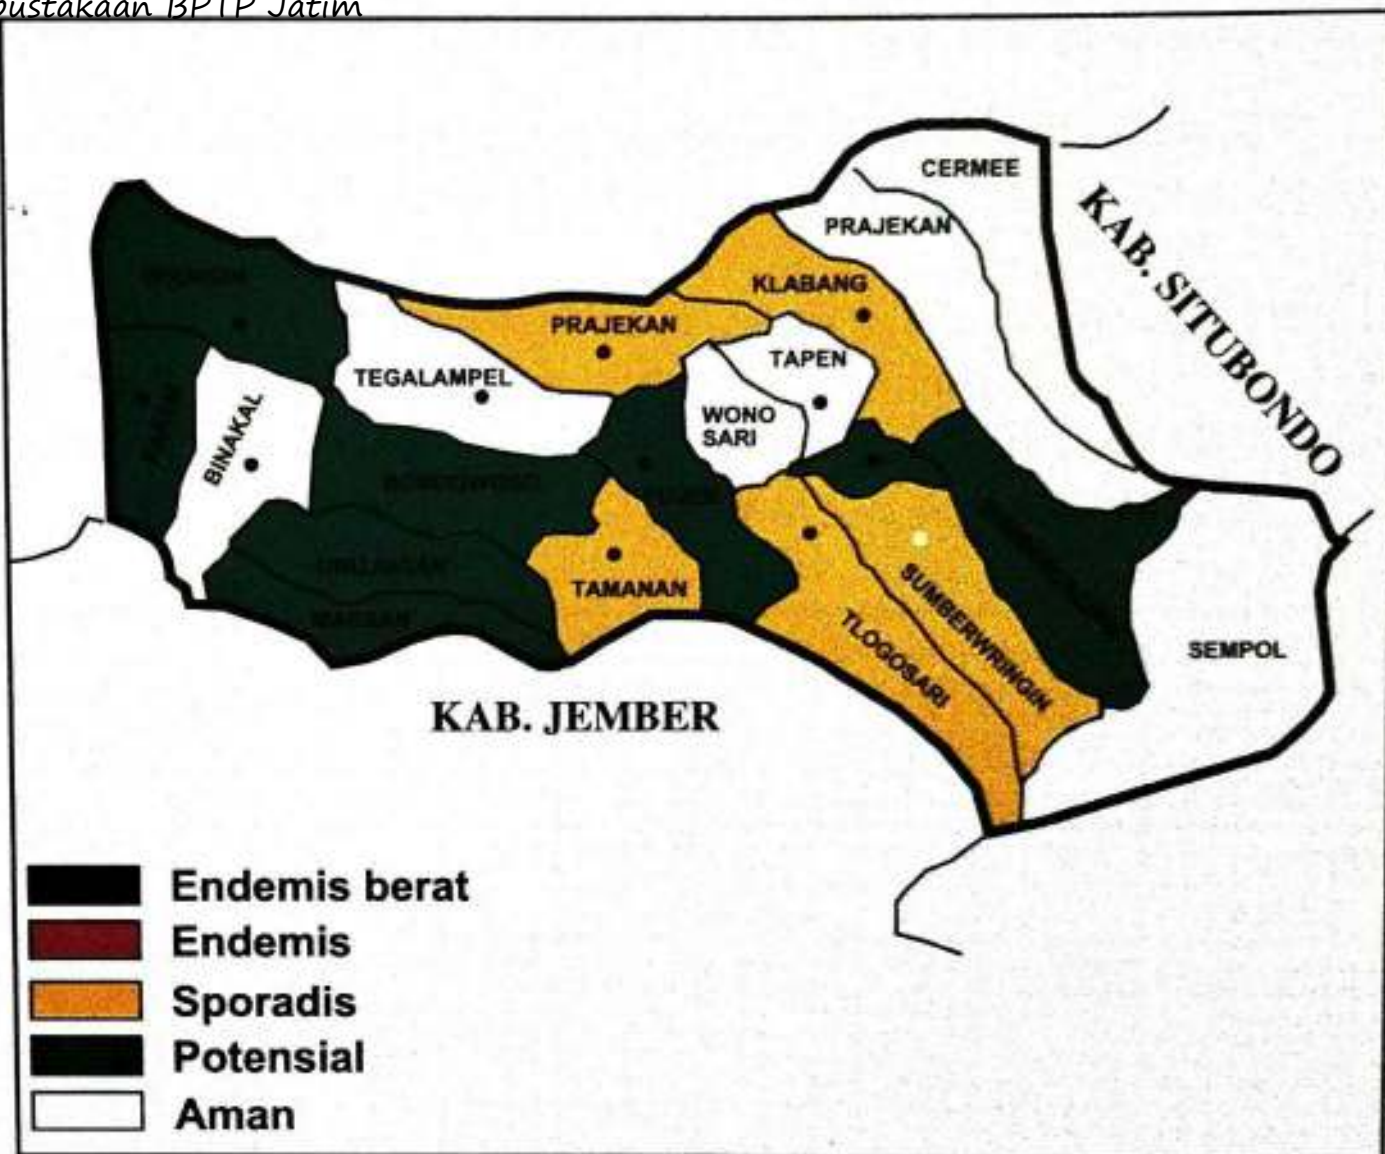 pustakaan BPTP Jatim
CERMEE
PRAJEKAN
KAB. SITUBONDO
KLABANG
PRAJEKAN
TAPEN
TEGALAMPEL
WONO
SARI
BINAKAL
TAMANAN
SUMBERWRINGIN
TLOGOSARI
SEMPOL
MAESAN
KAB. JEMBER
Endemis berat
Endemis
Sporadis
Potensial
Aman